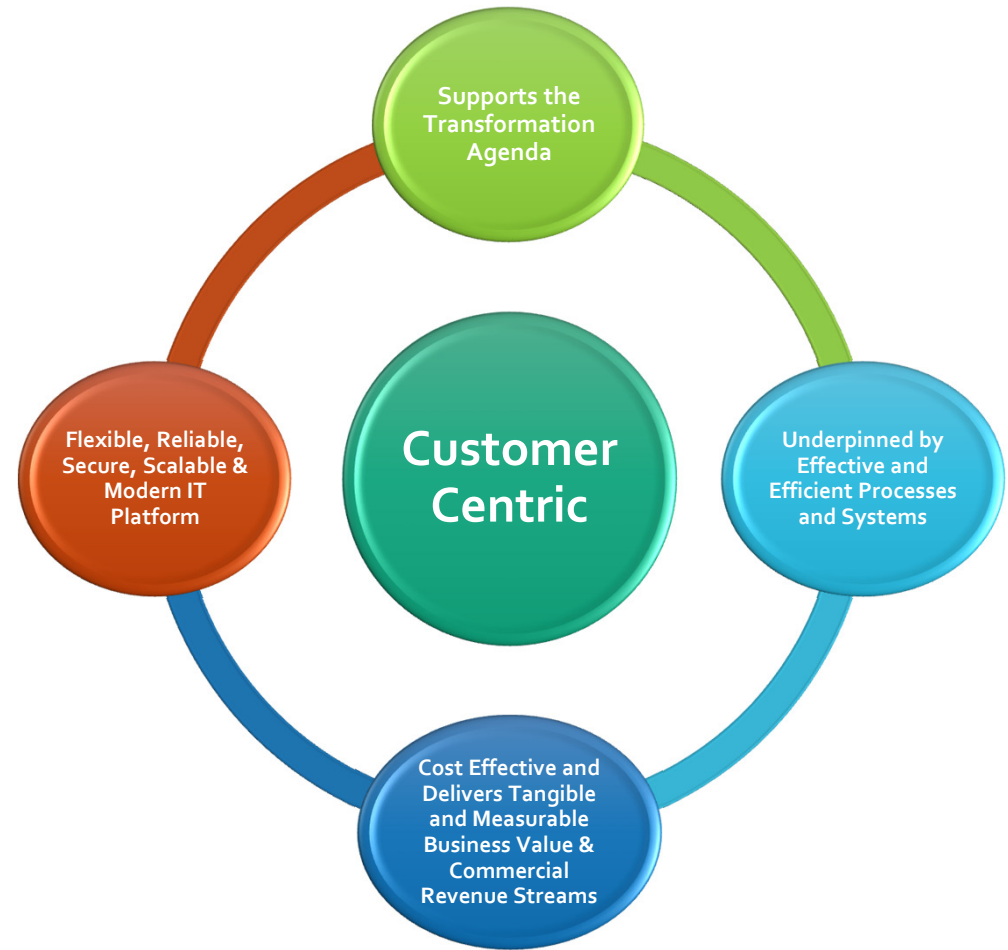 Supports the
Transformation
Agenda
Flexible, Reliable,
Secure, Scalable &
Modern IT
Platform
Customer
Centric
Underpinned by
Effective and
Efficient Processes
and Systems
Cost Effective and
Delivers Tangible
and Measurable
Business Value &
Commercial
Revenue Streams